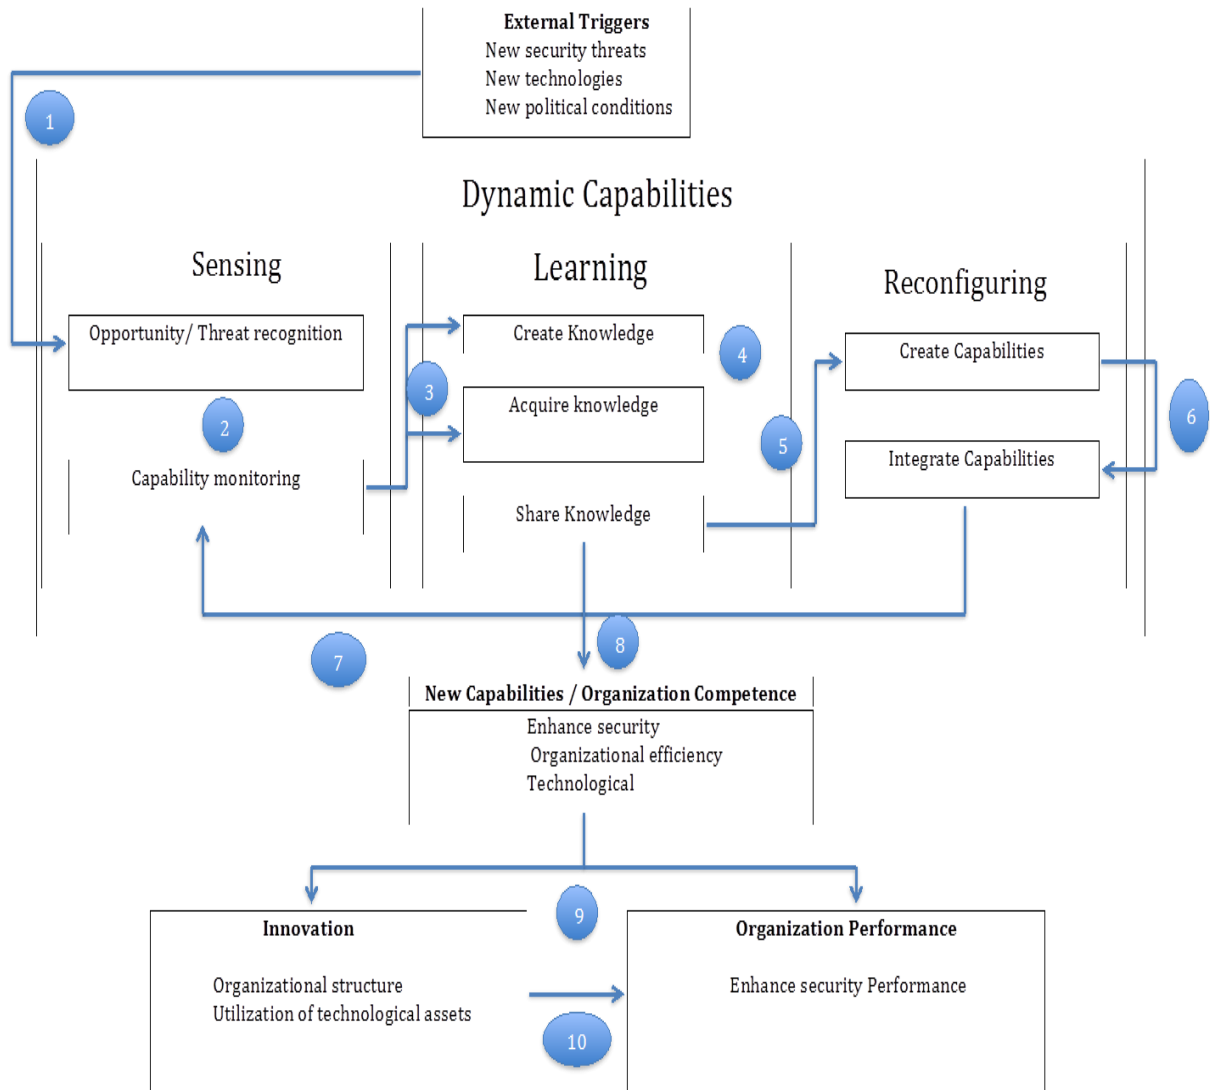 External Triggers
New security threats
New technologies
New political conditions
1
Dynamic Capabilities
Sensing
Learning
Reconfiguring
Opportunity/ Threat recognition
Create Knowledge
4
Create Capabilities
3
Acquire knowledge
2
5
6
Capability monitoring
Integrate Capabilities
Share Knowledge
7
8
New Capabilities / Organization Competence
Enhance security
Organizational efficiency
Technological
9
Innovation
Organizational structure
Utilization of technological assets
Organization Performance
Enhance security Performance
10